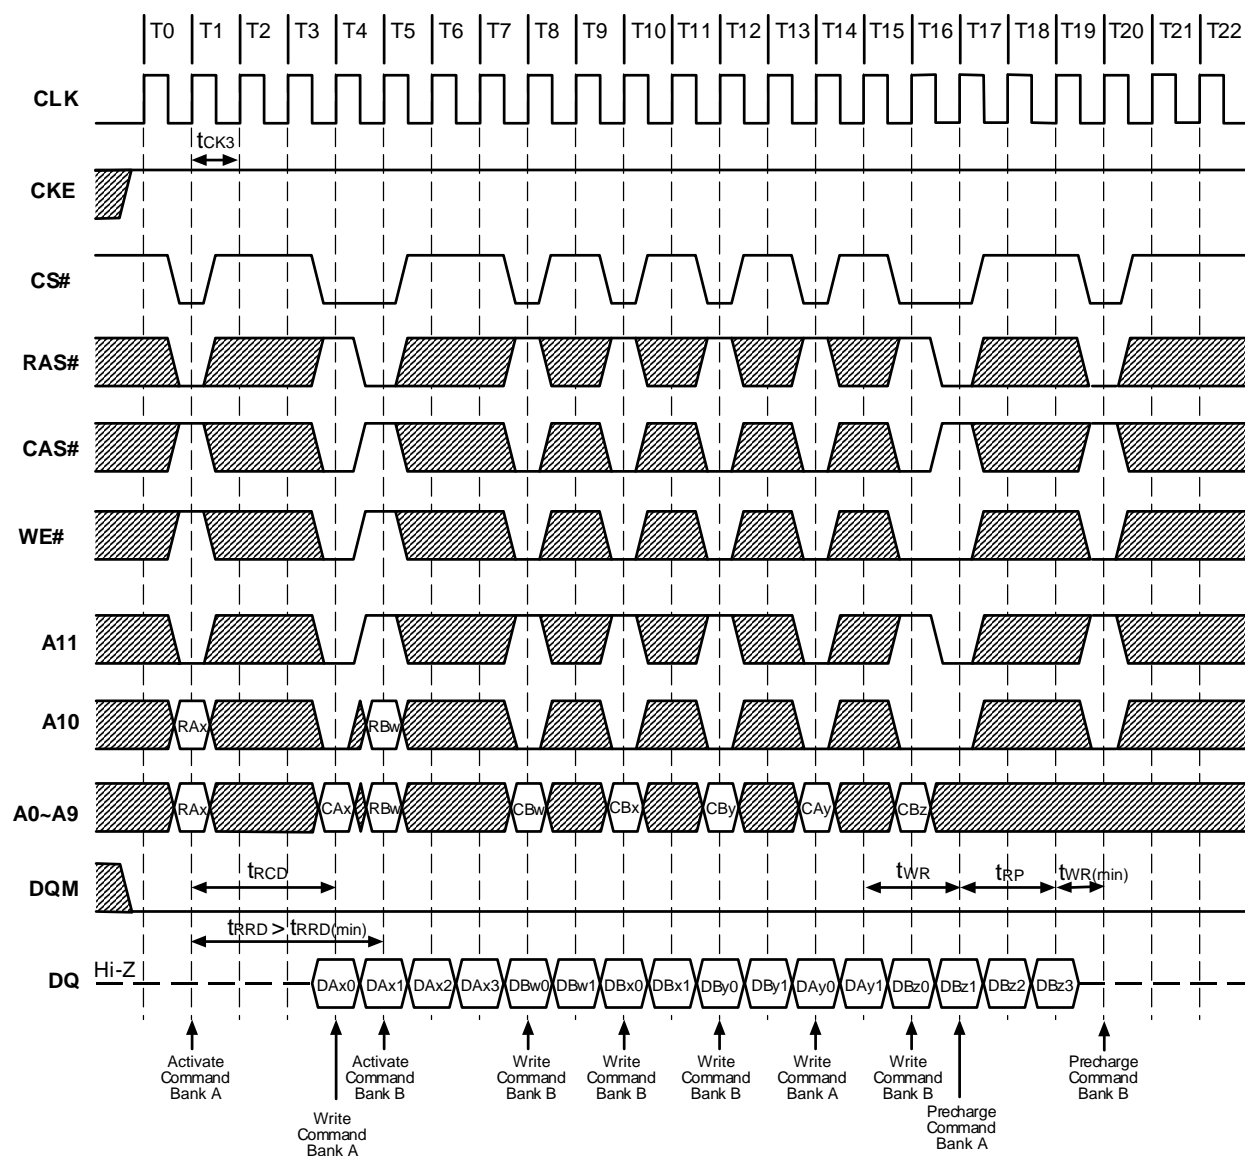 T0 T1 T2 T3 T4 T5 T6 T7 T8 T9 T10 T11 T12 T13 T14 T15 T16 T17 T18 T19 T20 T21 T22
CLK
tCK3
CKE
CS#
RAS#
CAS#
WE#
A11
A10 RAx RBw
A0~A9 RAx CAx RBw CBw CBx CBy CAy CBz
DQM tRCD tWR tRP tWR(min)
tRRD > tRRD(min)
DQ Hi-Z DAx0 DAx1 DAx2 DAx3 DBw0 DBw1 DBx0 DBx1 DBy0 DBy1 DAy0 DAy1 DBz0 DBz1 DBz2 DBz3
Activate
Command
Bank A
Write
Command
Bank A
Activate
Command
Bank B
Write
Command
Bank B
Write
Command
Bank B
Write
Command
Bank B
Write
Command
Bank A
Write
Command
Bank B
Precharge
Command
Bank A
Precharge
Command
Bank B